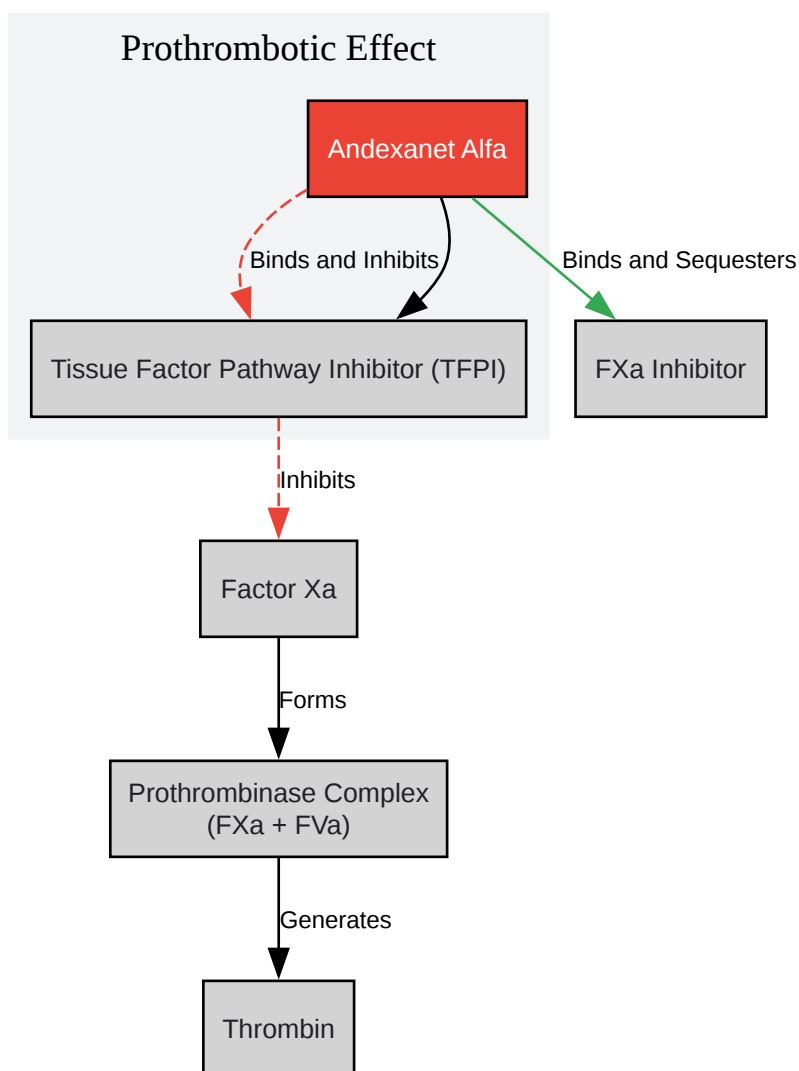 Prothrombotic Effect
Andexanet Alfa
Binds and Inhibits
Binds and Sequesters
Tissue Factor Pathway Inhibitor (TFPI)
FXa Inhibitor
Inhibits
Factor Xa
Forms
Prothrombinase Complex
(FXa + FVa)
Generates
Thrombin